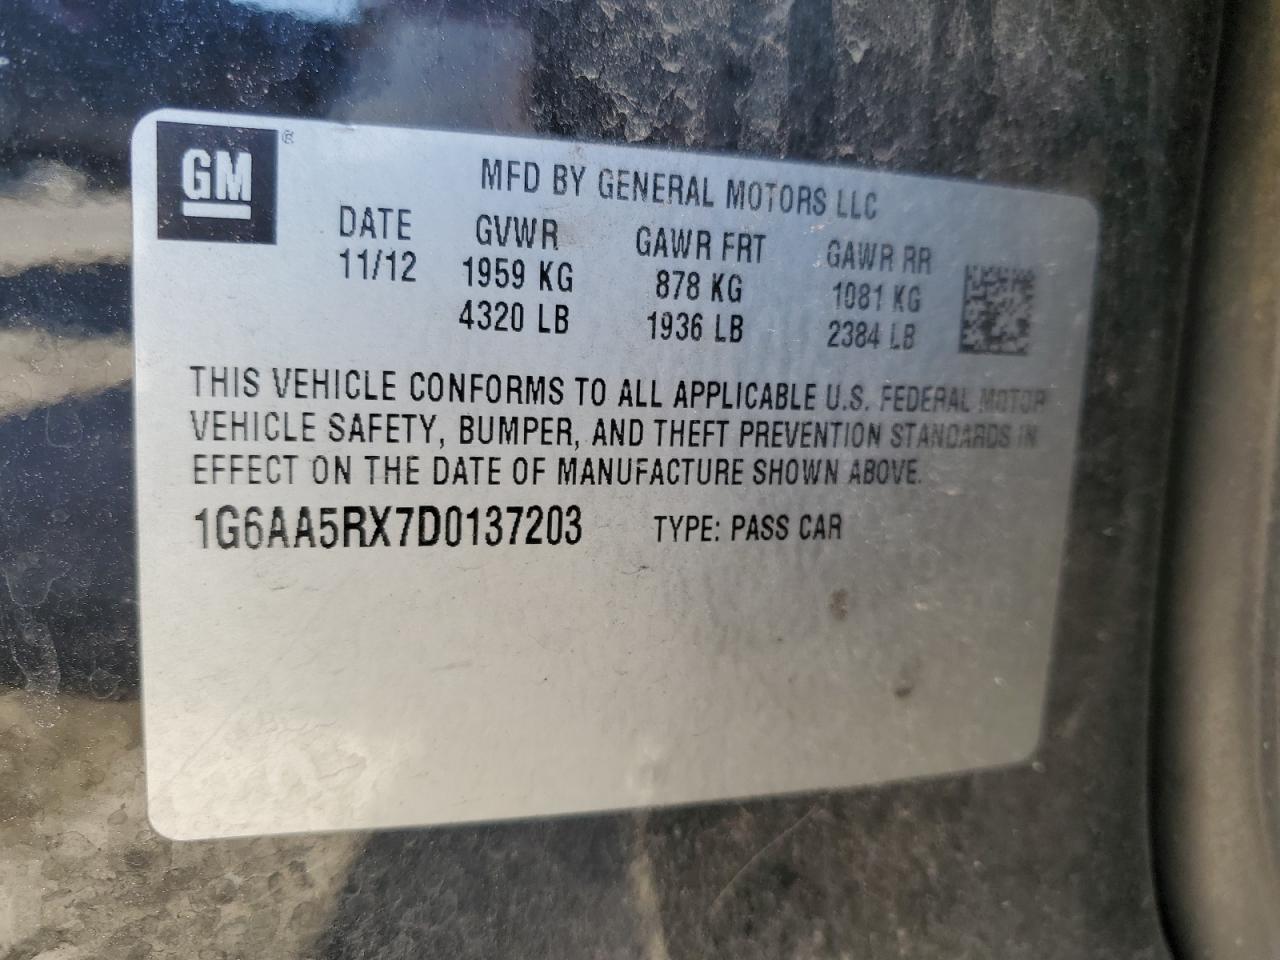 GM ®
MFD BY GENERAL MOTORS LLC
DATE GVWR GAWR FRT GAWR RR
11/12 1959 KG 878 KG 1081 KG
4320 LB 1936 LB 2384 LB
THIS VEHICLE CONFORMS TO ALL APPLICABLE U.S. FEDERAL MOTOR
VEHICLE SAFETY, BUMPER, AND THEFT PREVENTION STANDARDS IN
EFFECT ON THE DATE OF MANUFACTURE SHOWN ABOVE.
1G6AA5RX7D0137203 TYPE: PASS CAR